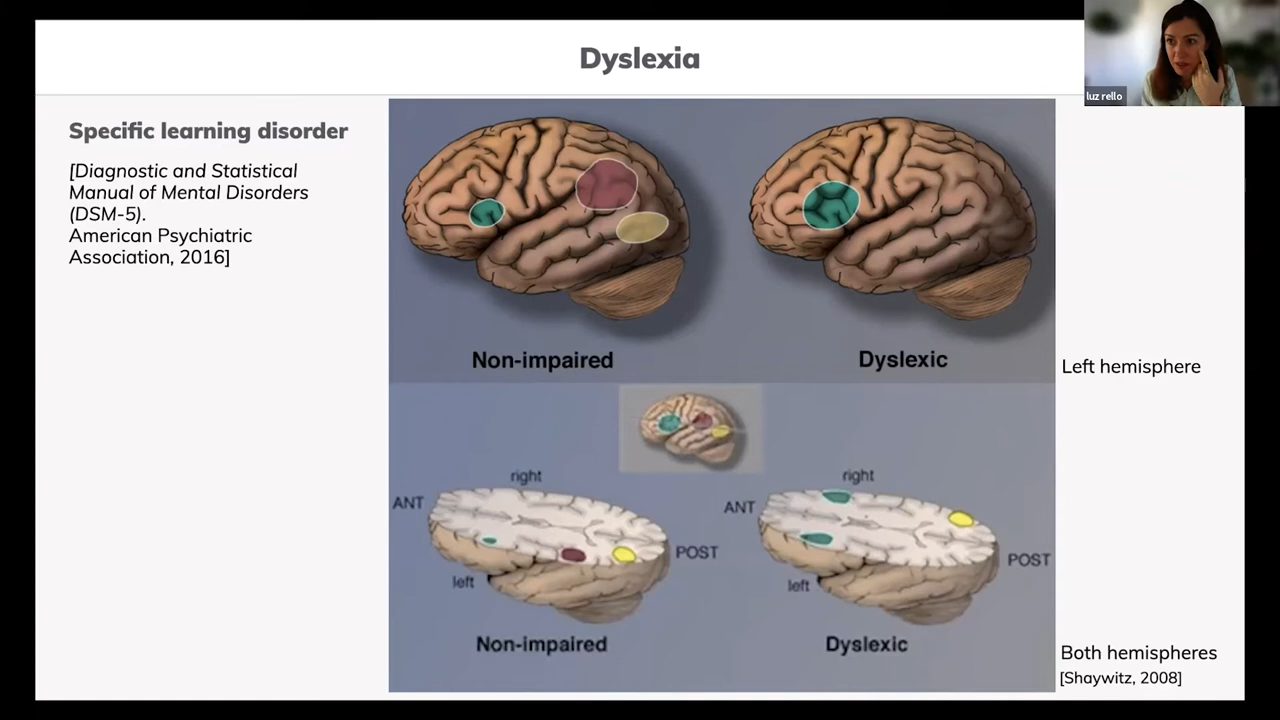 Dyslexia
luz rello
Specific learning disorder
[Diagnostic and Statistical
Manual of Mental Disorders
(DSM-5).
American Psychiatric
Association, 2016]
Non-impaired
Dyslexic
Left hemisphere
right
ANT
POST
left
Non-impaired
right
ANT
POST
left
Dyslexic
Both hemispheres
[Shaywitz, 2008]